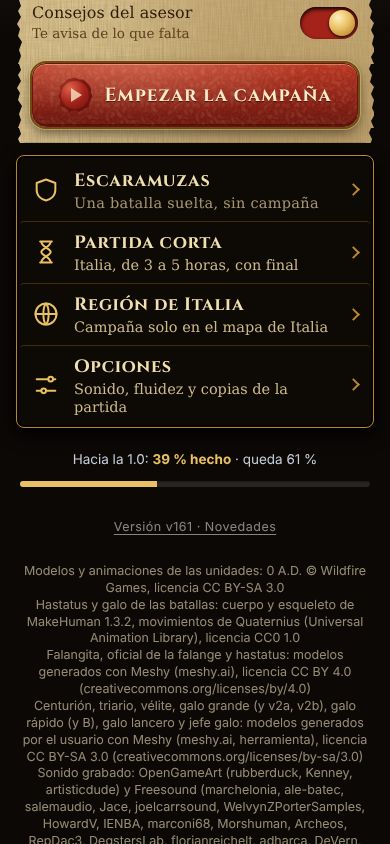 Consejos del asesor
Te avisa de lo que falta
Empezar la campaña
Escaramuzas
Una batalla suelta, sin campaña
Partida corta
Italia, de 3 a 5 horas, con final
Región de Italia
Campaña solo en el mapa de Italia
Opciones
Sonido, fluidez y copias de la
partida
Hacia la 1.0: 39 % hecho · queda 61 %
Versión v161 · Novedades
Modelos y animaciones de las unidades: 0 A.D. © Wildfire
Games, licencia CC BY-SA 3.0
Hastatus y galo de las batallas: cuerpo y esqueleto de
MakeHuman 1.3.2, movimientos de Quaternius (Universal
Animation Library), licencia CC0 1.0
Falangita, oficial de la falange y hastatus: modelos
generados con Meshy (meshy.ai), licencia CC BY 4.0
(creativecommons.org/licenses/by/4.0)
Centurión, triario, vélite, galo grande (y v2a, v2b), galo
rápido (y B), galo lancero y jefe galo: modelos generados
por el usuario con Meshy (meshy.ai, herramienta), licencia
CC BY-SA 3.0 (creativecommons.org/licenses/by-sa/3.0)
Sonido grabado: OpenGameArt (rubberduck, Kenney,
artisticdude) y Freesound (marchelonia, ale-batec,
salemaudio, Jace, joelcarrsound, WelvynZPorterSamples,
HowardV, IENBA, marconi68, Morshuman, Archeos,
RepDac3, DegstersLab, florianreichelt, adharca, DeVern,